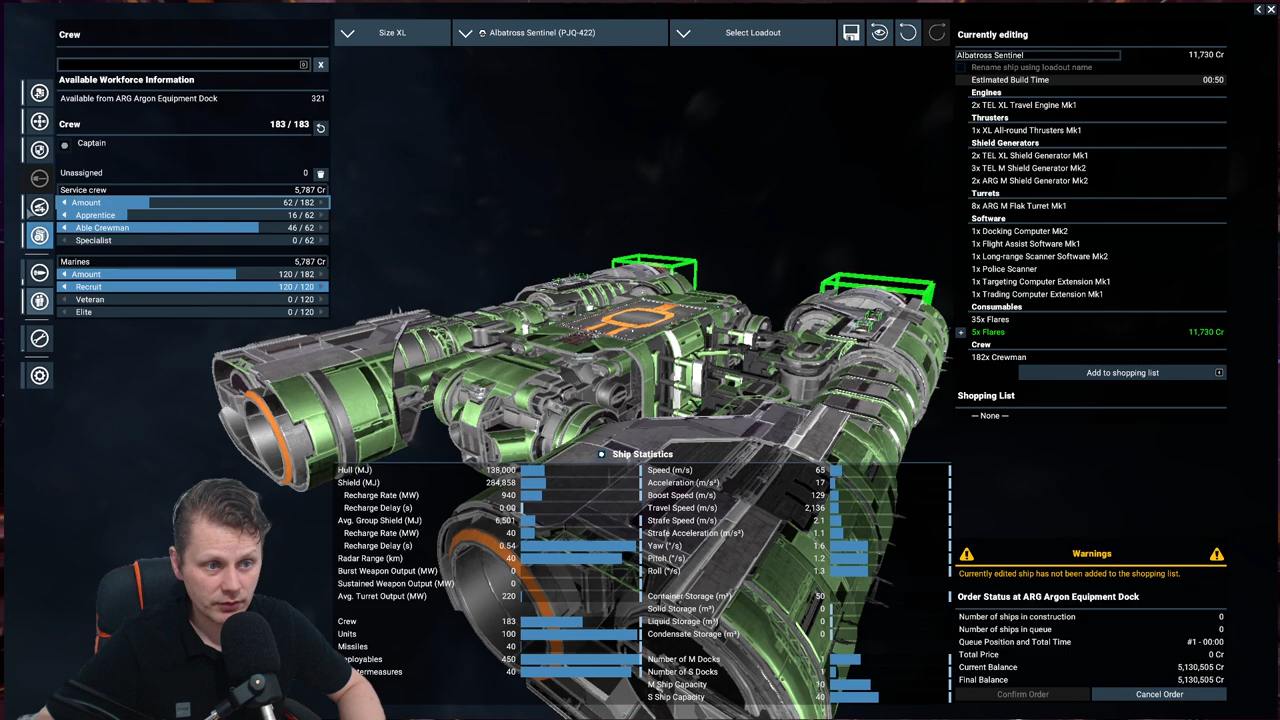 Crew
X
Available Workforce Information
Available from ARG Argon Equipment Dock 321
Crew 183 / 183
Captain
Unassigned 0
Service crew 5,787 Cr
Amount 62 / 182
Apprentice 16 / 62
Able Crewman 46 / 62
Specialist 0 / 62
Marines 5,787 Cr
Amount 120 / 182
Recruit 120 / 120
Veteran 0 / 120
Elite 0 / 120
Size XL
Albatross Sentinel (PJQ-422)
Select Loadout
Ship Statistics
Hull (MJ) 138,000
Shield (MJ) 284,858
Recharge Rate (MW) 940
Recharge Delay (s) 0.00
Avg. Group Shield (MJ) 6,501
Recharge Rate (MW) 40
Recharge Delay (s) 0.54
Radar Range (km) 40
Burst Weapon Output (MW) 0
Sustained Weapon Output (MW) 0
Avg. Turret Output (MW) 220
Crew 183
Units 100
Missiles 40
eployables 450
termeasures 40
Speed (m/s) 65
Acceleration (m/s²) 17
Boost Speed (m/s) 129
Travel Speed (m/s) 2,136
Strafe Speed (m/s) 2.1
Strafe Acceleration (m/s²) 1.1
Yaw (°/s) 1.6
Pitch (°/s) 1.2
Roll (°/s) 1.3
Container Storage (m³) 50
Solid Storage (m³) 0
Liquid Storage (m³) 0
Condensate Storage (m³) 0
Number of M Docks 1
Number of S Docks 1
M Ship Capacity 10
S Ship Capacity 40
Currently editing
Albatross Sentinel 11,730 Cr
Rename ship using loadout name
Estimated Build Time 00:50
Engines
2x TEL XL Travel Engine Mk1
Thrusters
1x XL All-round Thrusters Mk1
Shield Generators
2x TEL XL Shield Generator Mk1
3x TEL M Shield Generator Mk2
2x ARG M Shield Generator Mk2
Turrets
8x ARG M Flak Turret Mk1
Software
1x Docking Computer Mk2
1x Flight Assist Software Mk1
1x Long-range Scanner Software Mk2
1x Police Scanner
1x Targeting Computer Extension Mk1
1x Trading Computer Extension Mk1
Consumables
35x Flares
5x Flares 11,730 Cr
Crew
182x Crewman
Add to shopping list
Shopping List
— None —
Warnings
Currently edited ship has not been added to the shopping list.
Order Status at ARG Argon Equipment Dock
Number of ships in construction 0
Number of ships in queue 0
Queue Position and Total Time #1 - 00:00
Total Price 0 Cr
Current Balance 5,130,505 Cr
Final Balance 5,130,505 Cr
Confirm Order
Cancel Order